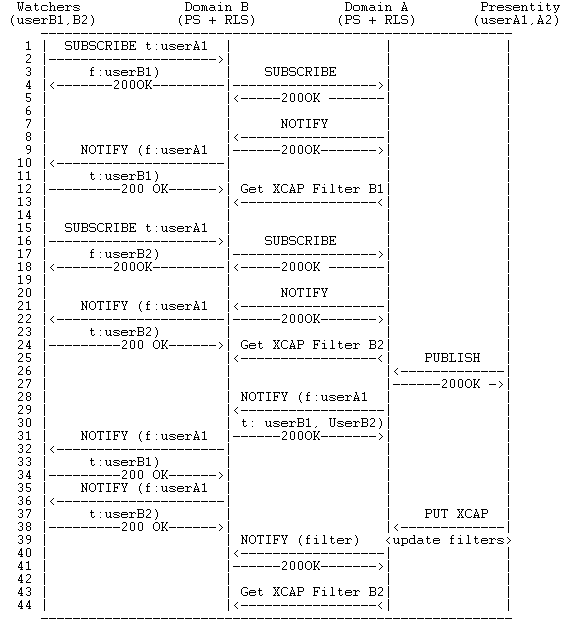 Watchers Domain B Domain A Presentity
(userB1,B2) (PS + RLS) (PS + RLS) (userA1,A2)
------------------------------------------------------------------
1 | SUBSCRIBE t:userA1 | | |
2 |---------------------->| | |
3 | f:userB1) | SUBSCRIBE | |
4 |<--------200OK---------|------------------->| |
5 | |<------200OK -------| |
6 | | | |
7 | | NOTIFY | |
8 | |<-------------------| |
9 | NOTIFY (f:userA1 |-------200OK------->| |
10 |<----------------------| | |
11 | t:userB1) | | |
12 |---------200 OK------->| Get XCAP Filter B1| |
13 | |<------------------<| |
14 | | | |
15 | SUBSCRIBE t:userA1 | | |
16 |---------------------->| SUBSCRIBE | |
17 | f:userB2) |------------------->| |
18 |<--------200OK---------|<------200OK -------| |
19 | | | |
20 | | NOTIFY | |
21 | NOTIFY (f:userA1 |<-------------------| |
22 |<----------------------|-------200OK------->| |
23 | t:userB2) | | |
24 |---------200 OK------->| Get XCAP Filter B2| |
25 | |<------------------<| PUBLISH |
26 | | |<--------------|
27 | | |------200OK ->|
28 | | NOTIFY (f:userA1 | |
29 | |<-------------------| |
30 | | t: userB1, UserB2)| |
31 | NOTIFY (f:userA1 |-------200OK------->| |
32 |<----------------------| | |
33 | t:userB1) | | |
34 |---------200 OK------->| | |
35 | NOTIFY (f:userA1 | | |
36 |<----------------------| | |
37 | t:userB2) | | PUT XCAP |
38 |---------200 OK------->| |<--------------|
39 | | NOTIFY (filter) <update filters>|
40 | |<-------------------| |
41 | |-------200OK------->| |
42 | | | |
43 | | Get XCAP Filter B2| |
44 | |<------------------<| |
------------------------------------------------------------------